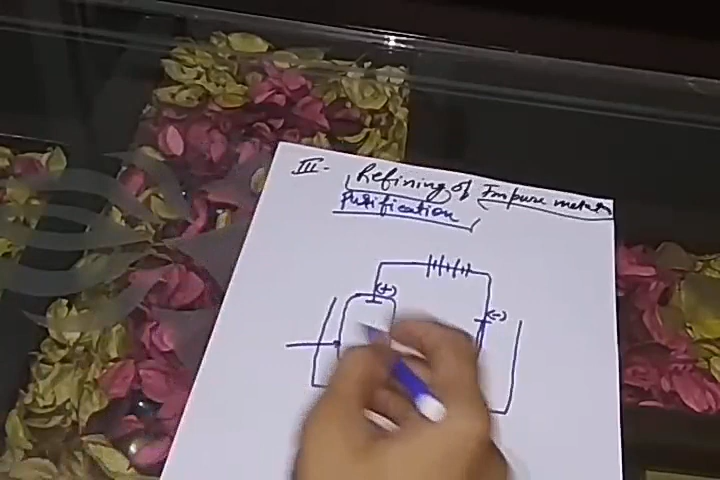 III- Refining of Impure metals
Purification
(+)
(-)